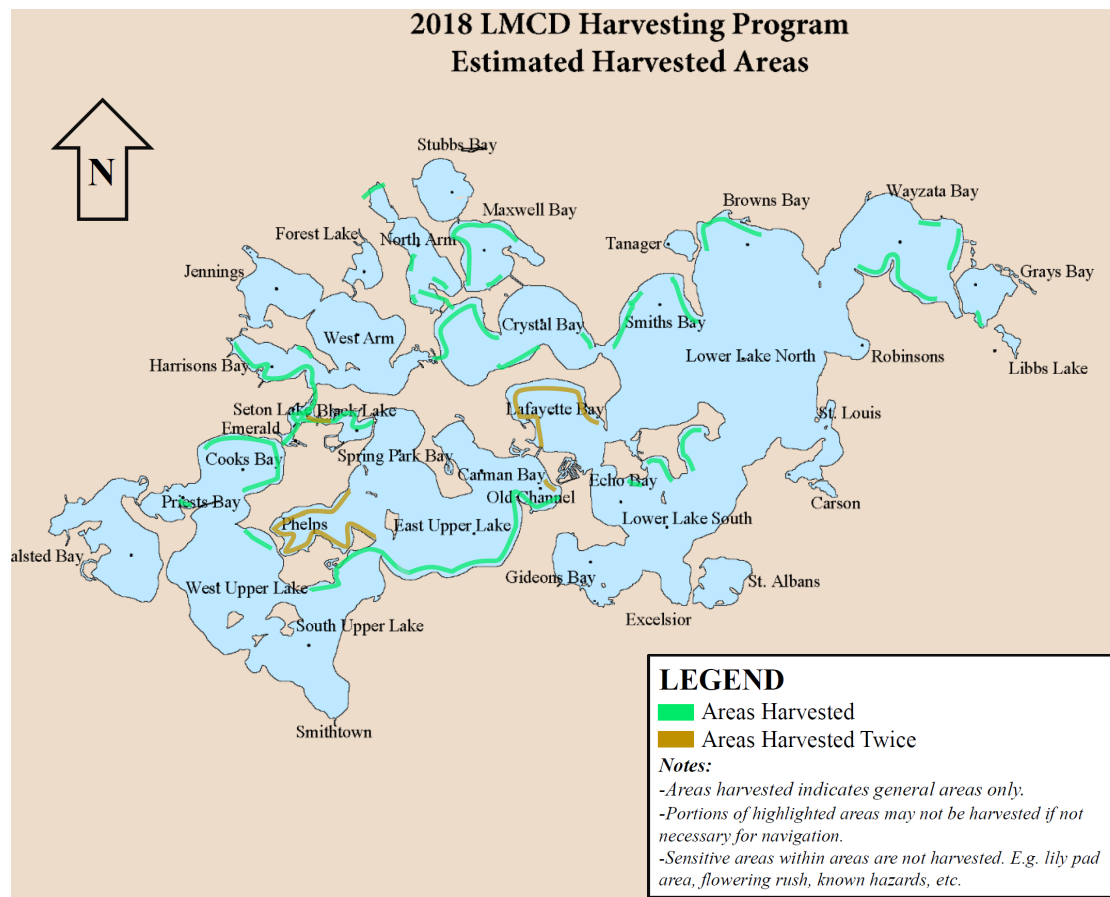 2018 LMCD Harvesting Program
Estimated Harvested Areas
N
Stubbs Bay
Maxwell Bay
Browns Bay
Wayzata Bay
Forest Lake
North Arm
Tanager
Jennings
Grays Bay
Crystal Bay
Smiths Bay
West Arm
Lower Lake North
Robinsons
Libbs Lake
Harrisons Bay
Seton Lake
Black Lake
Lafayette Bay
St. Louis
Emerald
Cooks Bay
Spring Park Bay
Carman Bay
Echo Bay
Old Channel
Priests Bay
Carson
Phelps
East Upper Lake
Lower Lake South
alsted Bay
Gideons Bay
St. Albans
West Upper Lake
Excelsior
South Upper Lake
Smithtown
LEGEND
Areas Harvested
Areas Harvested Twice
Notes:
-Areas harvested indicates general areas only.
-Portions of highlighted areas may not be harvested if not
necessary for navigation.
-Sensitive areas within areas are not harvested. E.g. lily pad
area, flowering rush, known hazards, etc.